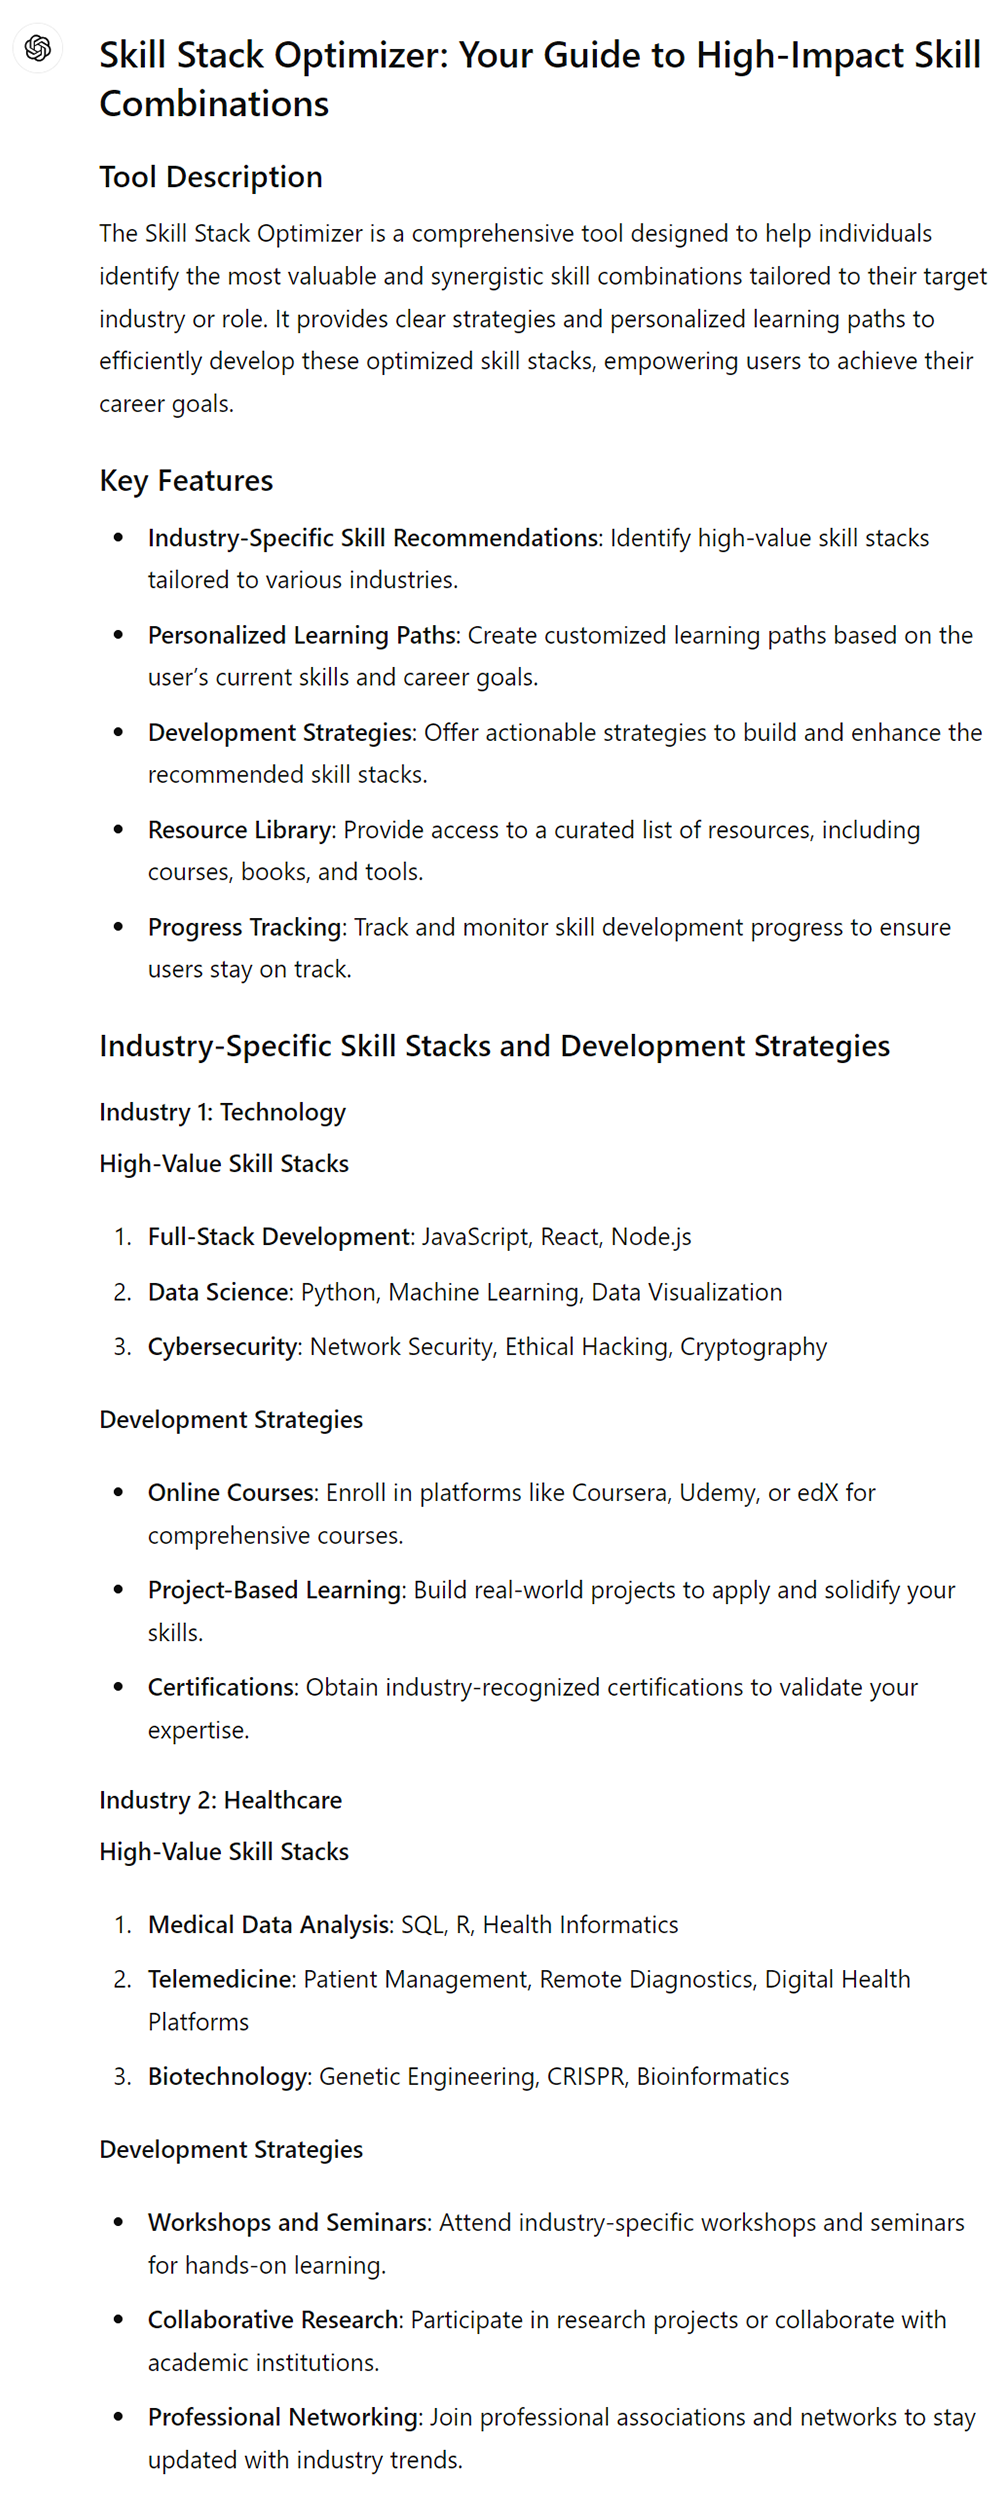 Skill Stack Optimizer: Your Guide to High-Impact Skill
Combinations
Tool Description
The Skill Stack Optimizer is a comprehensive tool designed to help individuals
identify the most valuable and synergistic skill combinations tailored to their target
industry or role. It provides clear strategies and personalized learning paths to
efficiently develop these optimized skill stacks, empowering users to achieve their
career goals.
Key Features
• Industry-Specific Skill Recommendations: Identify high-value skill stacks
tailored to various industries.
• Personalized Learning Paths: Create customized learning paths based on the
user’s current skills and career goals.
• Development Strategies: Offer actionable strategies to build and enhance the
recommended skill stacks.
• Resource Library: Provide access to a curated list of resources, including
courses, books, and tools.
• Progress Tracking: Track and monitor skill development progress to ensure
users stay on track.
Industry-Specific Skill Stacks and Development Strategies
Industry 1: Technology
High-Value Skill Stacks
1. Full-Stack Development: JavaScript, React, Node.js
2. Data Science: Python, Machine Learning, Data Visualization
3. Cybersecurity: Network Security, Ethical Hacking, Cryptography
Development Strategies
• Online Courses: Enroll in platforms like Coursera, Udemy, or edX for
comprehensive courses.
• Project-Based Learning: Build real-world projects to apply and solidify your
skills.
• Certifications: Obtain industry-recognized certifications to validate your
expertise.
Industry 2: Healthcare
High-Value Skill Stacks
1. Medical Data Analysis: SQL, R, Health Informatics
2. Telemedicine: Patient Management, Remote Diagnostics, Digital Health
Platforms
3. Biotechnology: Genetic Engineering, CRISPR, Bioinformatics
Development Strategies
• Workshops and Seminars: Attend industry-specific workshops and seminars
for hands-on learning.
• Collaborative Research: Participate in research projects or collaborate with
academic institutions.
• Professional Networking: Join professional associations and networks to stay
updated with industry trends.